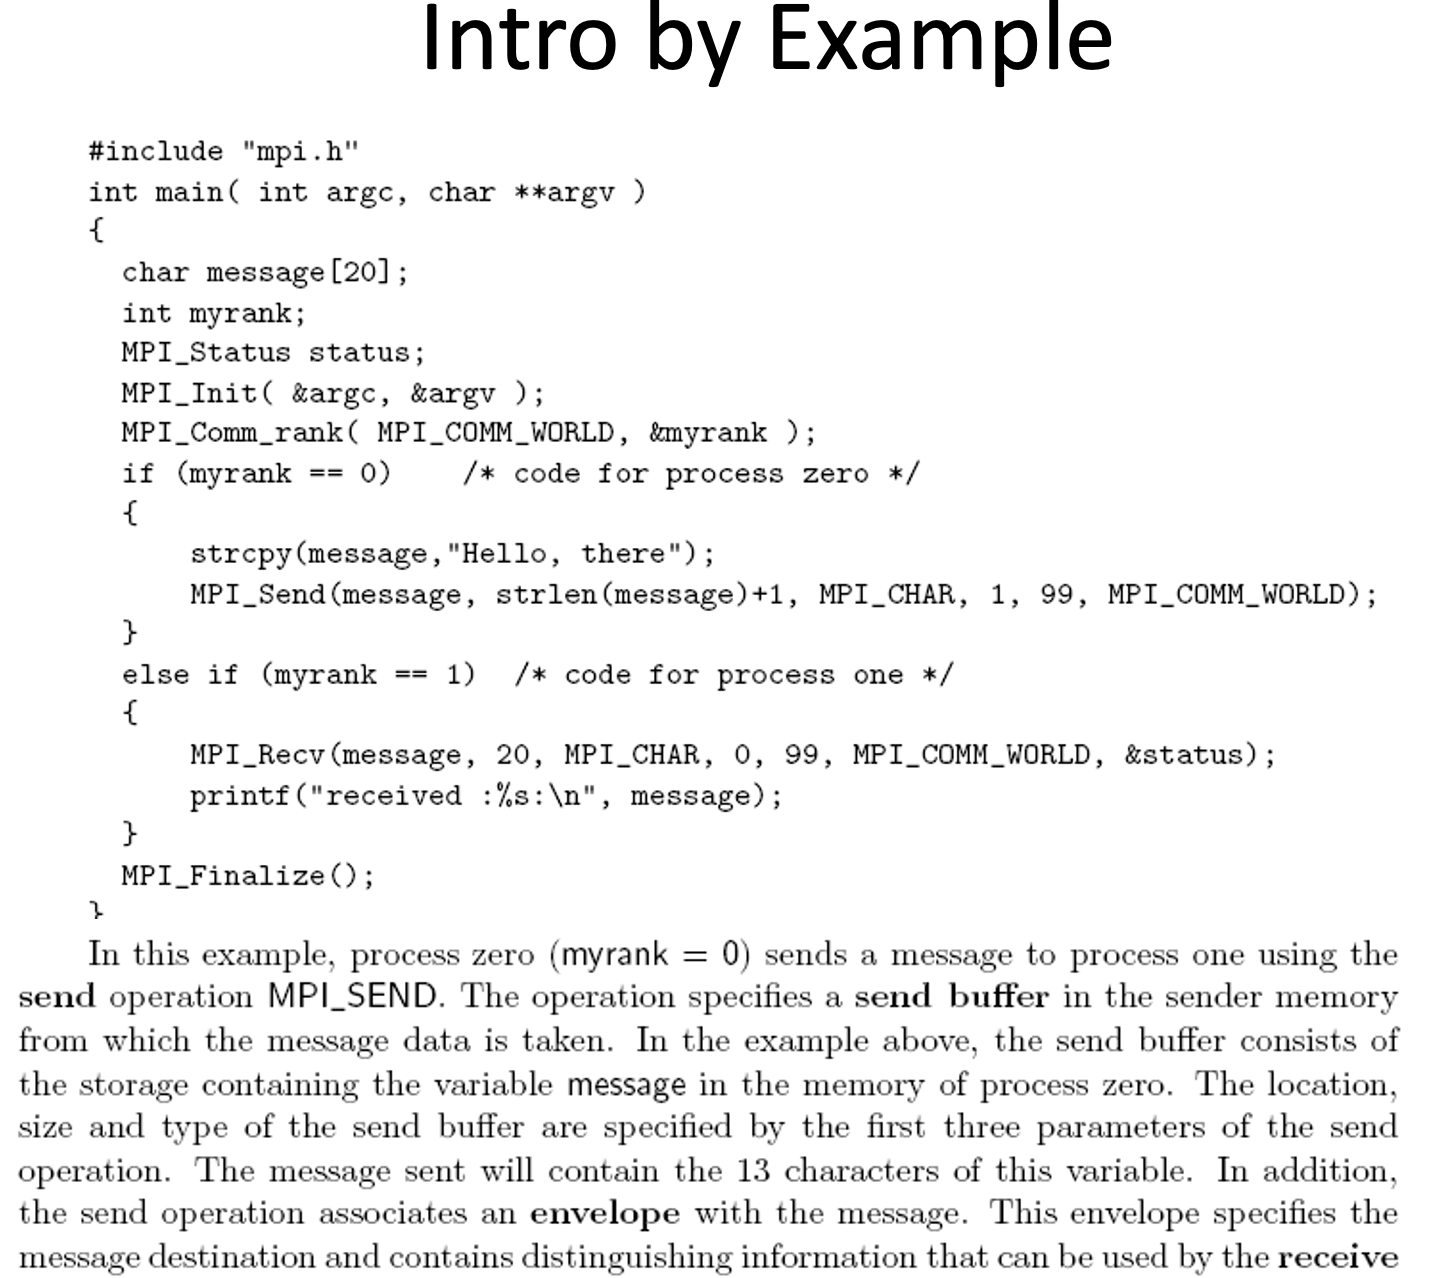 Intro by Example
#include "mpi.h"
int main( int argc, char **argv )
{
char message[20];
int myrank;
MPI_Status status;
MPI_Init( &argc, &argv );
MPI_Comm_rank( MPI_COMM_WORLD, &myrank );
if (myrank == 0)    /* code for process zero */
{
strcpy(message,"Hello, there");
MPI_Send(message, strlen(message)+1, MPI_CHAR, 1, 99, MPI_COMM_WORLD);
}
else if (myrank == 1)  /* code for process one */
{
MPI_Recv(message, 20, MPI_CHAR, 0, 99, MPI_COMM_WORLD, &status);
printf("received :%s:\n", message);
}
MPI_Finalize();
}
In this example, process zero (myrank = 0) sends a message to process one using the
send operation MPI_SEND. The operation specifies a send buffer in the sender memory
from which the message data is taken. In the example above, the send buffer consists of
the storage containing the variable message in the memory of process zero. The location,
size and type of the send buffer are specified by the first three parameters of the send
operation. The message sent will contain the 13 characters of this variable. In addition,
the send operation associates an envelope with the message. This envelope specifies the
message destination and contains distinguishing information that can be used by the receive